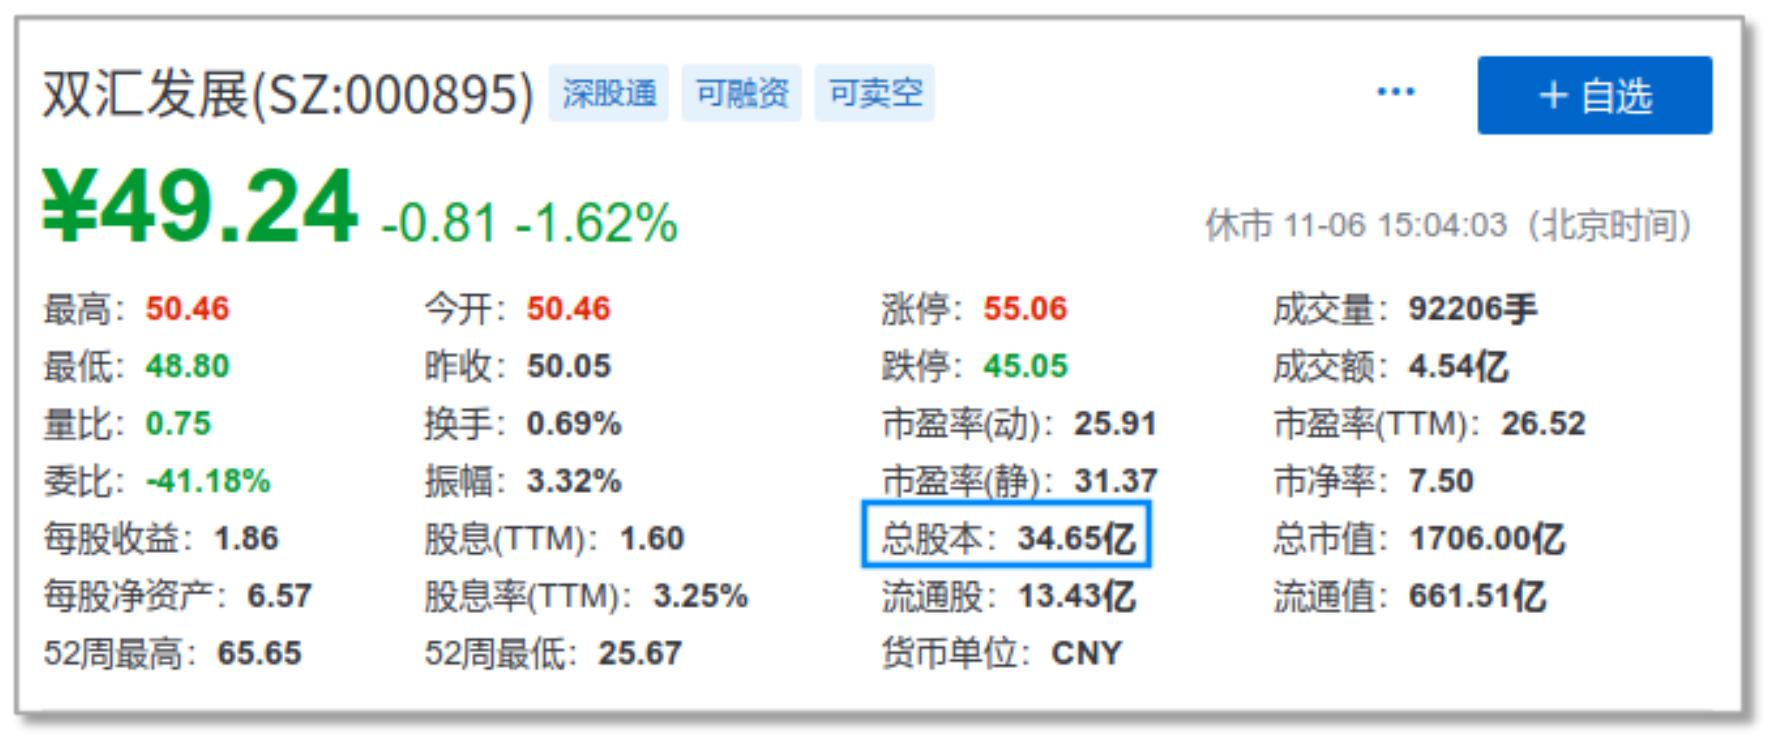 双汇发展(SZ:000895) 深股通 可融资 可卖空 ... +自选
¥49.24 -0.81 -1.62% 休市 11-06 15:04:03（北京时间）
最高：50.46 今开：50.46 涨停：55.06 成交量：92206手
最低：48.80 昨收：50.05 跌停：45.05 成交额：4.54亿
量比：0.75 换手：0.69% 市盈率(动)：25.91 市盈率(TTM)：26.52
委比：-41.18% 振幅：3.32% 市盈率(静)：31.37 市净率：7.50
每股收益：1.86 股息(TTM)：1.60 总股本：34.65亿 总市值：1706.00亿
每股净资产：6.57 股息率(TTM)：3.25% 流通股：13.43亿 流通值：661.51亿
52周最高：65.65 52周最低：25.67 货币单位：CNY